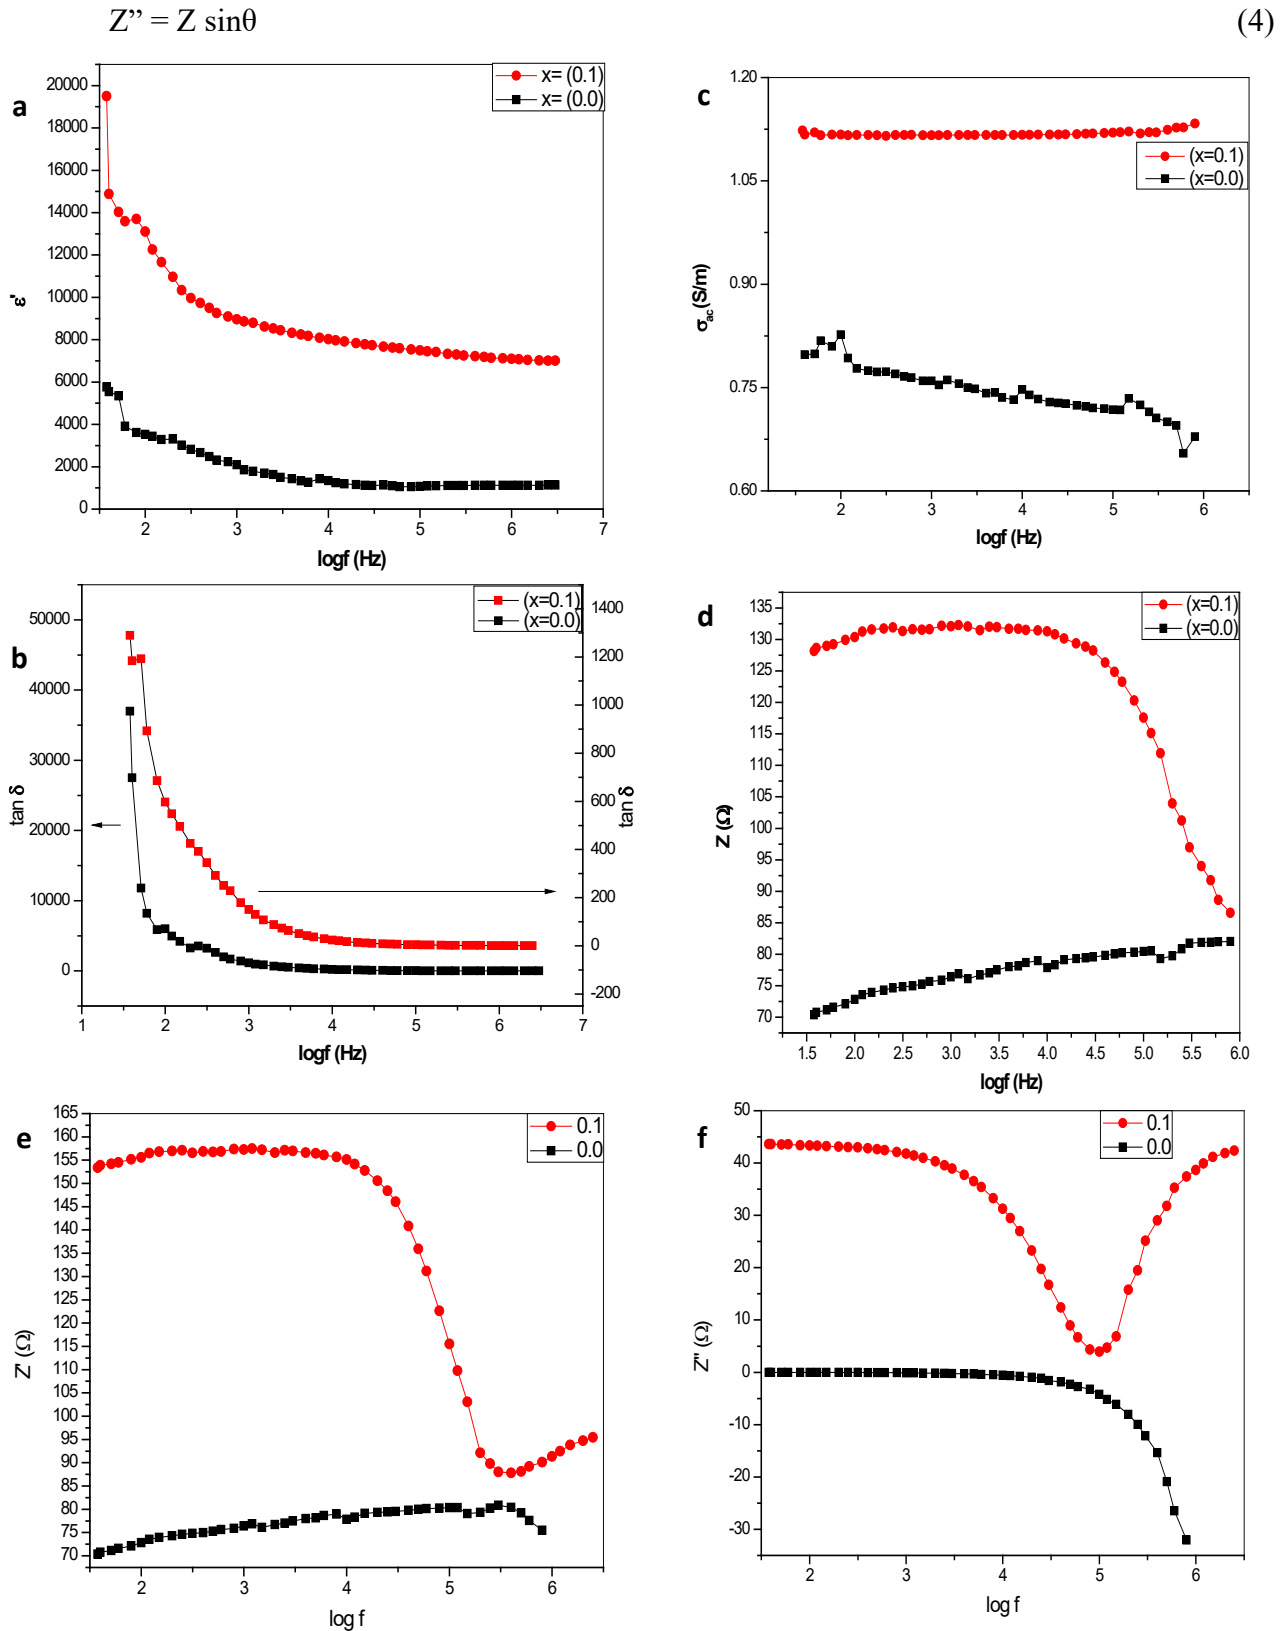 Z” = Z sinθ (4)
a
x= (0.1)
x= (0.0)
20000
18000
16000
14000
12000
10000
8000
6000
4000
2000
0
ε'
2 3 4 5 6 7
logf (Hz)
c
1.20
1.05
0.90
0.75
0.60
(x=0.1)
(x=0.0)
σac(S/m)
2 3 4 5 6
logf (Hz)
b
(x=0.1)
(x=0.0)
50000
40000
30000
20000
10000
0
tan δ
1400
1200
1000
800
600
400
200
0
-200
tan δ
1 2 3 4 5 6 7
logf (Hz)
d
(x=0.1)
(x=0.0)
135
130
125
120
115
110
105
100
95
90
85
80
75
70
Z (Ω)
1.5 2.0 2.5 3.0 3.5 4.0 4.5 5.0 5.5 6.0
logf (Hz)
e
0.1
0.0
165
160
155
150
145
140
135
130
125
120
115
110
105
100
95
90
85
80
75
70
Z' (Ω)
2 3 4 5 6
log f
f
0.1
0.0
50
40
30
20
10
0
-10
-20
-30
Z'' (Ω)
2 3 4 5 6
log f